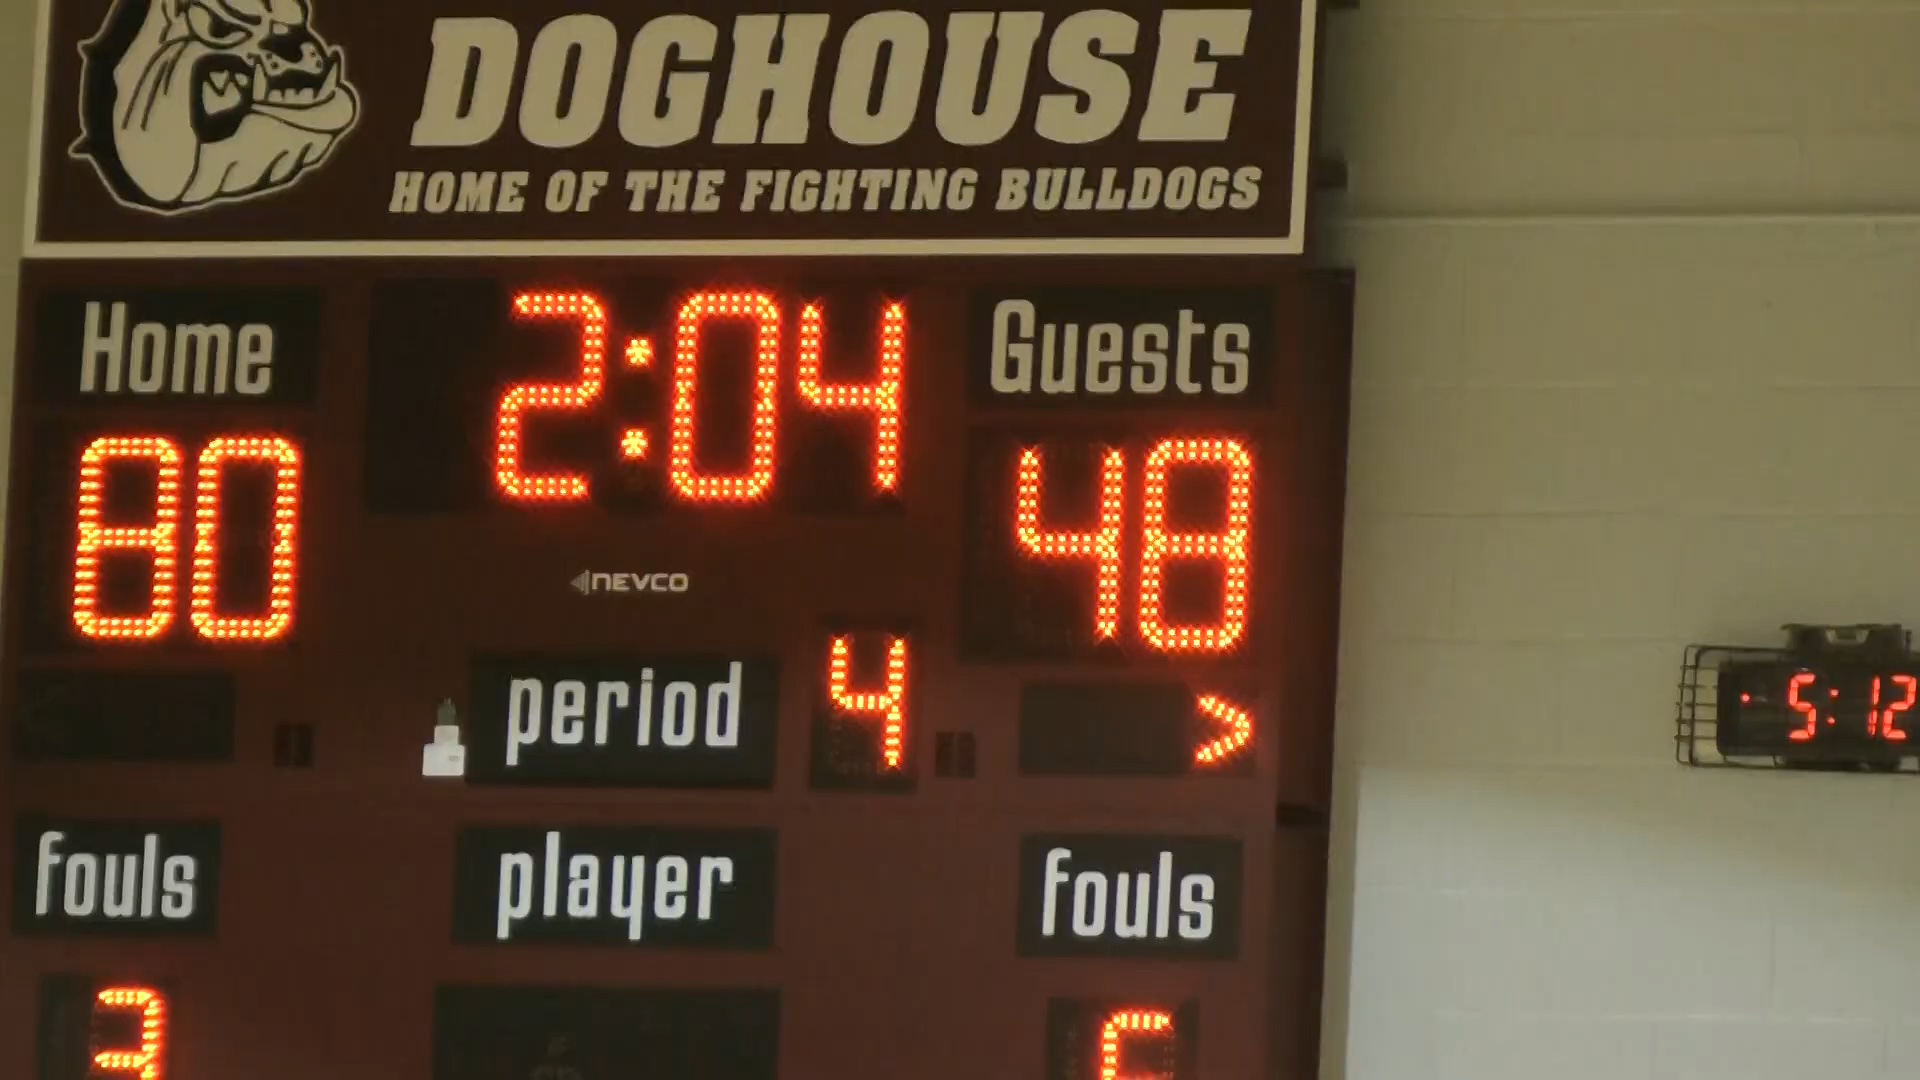 DOGHOUSE
HOME OF THE FIGHTING BULLDOGS
Home 2:04 Guests
80 48
NEVCO
period 4 >
5:12
fouls player fouls